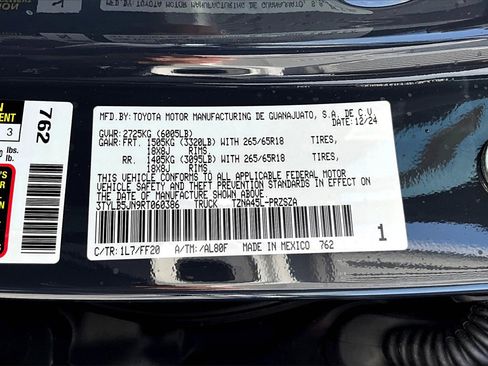 MFD.BY: TOYOTA MOTOR MANUFACTURING DE GUANAJUATO, S.A. DE C.V.
12/24
GVWR: 2725KG (6005LB)
GAWR: FRT. 1505KG (3320LB) WITH 265/65R18 TIRES,
18X8J RIMS,
RR. 1405KG (3095LB) WITH 265/65R18 TIRES,
18X8J RIMS,
THIS VEHICLE CONFORMS TO ALL APPLICABLE FEDERAL MOTOR
VEHICLE SAFETY AND THEFT PREVENTION STANDARDS IN EFFECT ON
THE DATE OF MANUFACTURE SHOWN ABOVE.
3TYLB5JN9RT060386 TRUCK TZNA45L-PRZSZA
C/TR: 1L7/FF20 A/TM: /AL80F MADE IN MEXICO 762
1
762
3